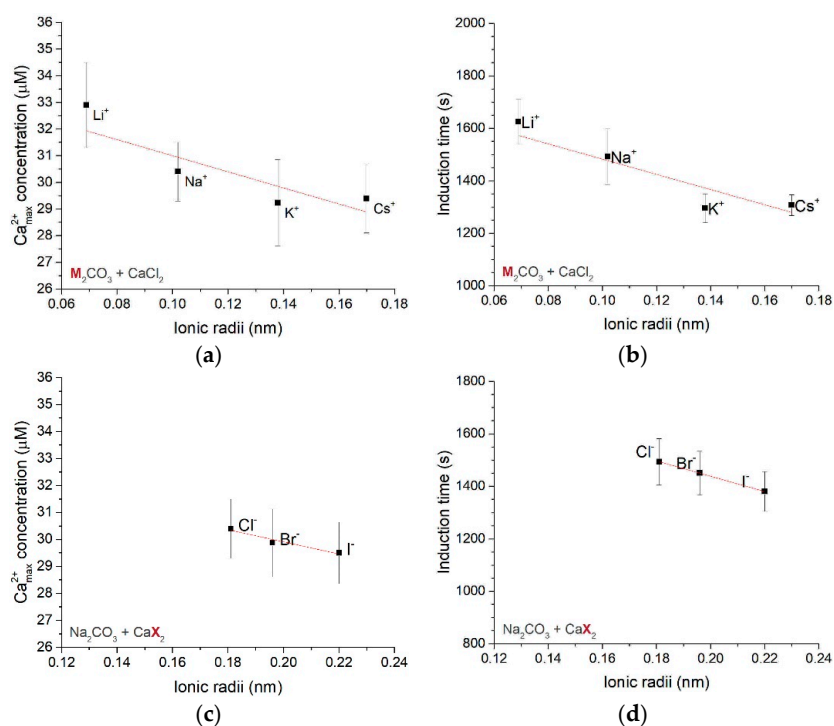 36
35
34
33
32
31
30
29
28
27
26
Ca²⁺max concentration (μM)
Li⁺
Na⁺
K⁺
Cs⁺
M₂CO₃ + CaCl₂
0.06 0.08 0.10 0.12 0.14 0.16 0.18
Ionic radii (nm)
(a)
1800
1600
1400
1200
1000
Induction time (s)
Li⁺
Na⁺
K⁺
Cs⁺
M₂CO₃ + CaCl₂
0.06 0.08 0.10 0.12 0.14 0.16 0.18
Ionic radii (nm)
(b)
36
35
34
33
32
31
30
29
28
27
26
Ca²⁺max concentration (μM)
Cl⁻
Br⁻
I⁻
Na₂CO₃ + CaX₂
0.12 0.14 0.16 0.18 0.20 0.22 0.24
Ionic radii (nm)
(c)
1800
1600
1400
1200
1000
800
Induction time (s)
Cl⁻
Br⁻
I⁻
Na₂CO₃ + CaX₂
0.12 0.14 0.16 0.18 0.20 0.22 0.24
Ionic radii (nm)
(d)